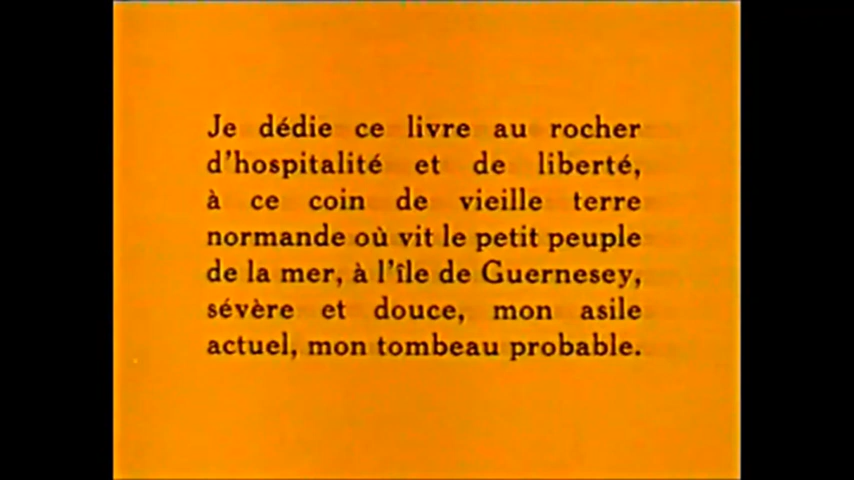 Je dédie ce livre au rocher
d'hospitalité et de liberté,
à ce coin de vieille terre
normande où vit le petit peuple
de la mer, à l'île de Guernesey,
sévère et douce, mon asile
actuel, mon tombeau probable.